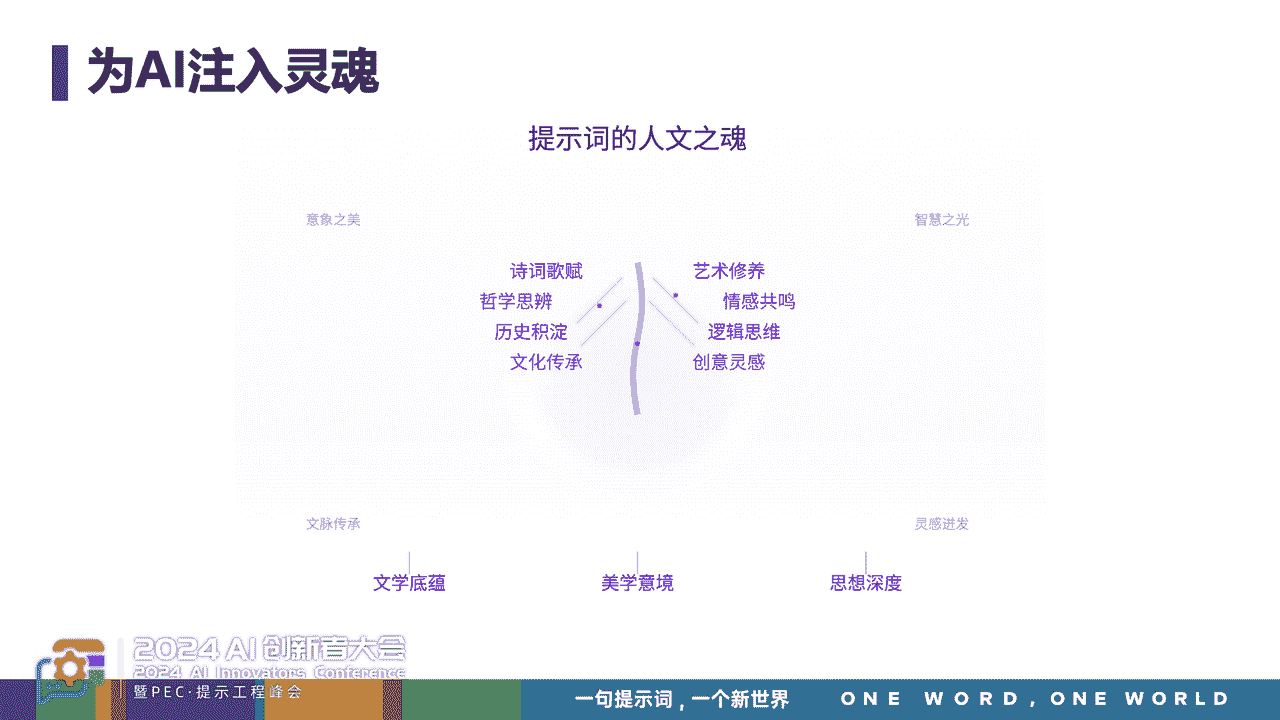 为AI注入灵魂
提示词的人文之魂
意象之美
智慧之光
诗词歌赋
艺术修养
哲学思辨
情感共鸣
历史积淀
逻辑思维
文化传承
创意灵感
文脉传承
灵感迸发
文学底蕴
美学意境
思想深度
2024 AI 创新者大会
2024 AI Innovators Conference
暨PEC·提示工程峰会
一句提示词，一个新世界
ONE WORD, ONE WORLD